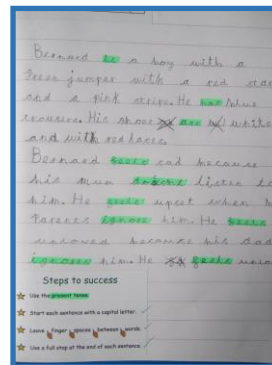 Bernard is a boy with a
green jumper with a red star
and a pink stripe. He has blue
trousers. His shoes are white
and with red laces.
Bernard feels sad because
his mum doesn't listen to
him. He feels upset when h
Parents ignore him. He feels
unloved because his dad
ignores him. He feels
Steps to success
Use the present tense.
Start each sentence with a capital letter.
Leave finger spaces between words.
Use a full stop at the end of each sentence.